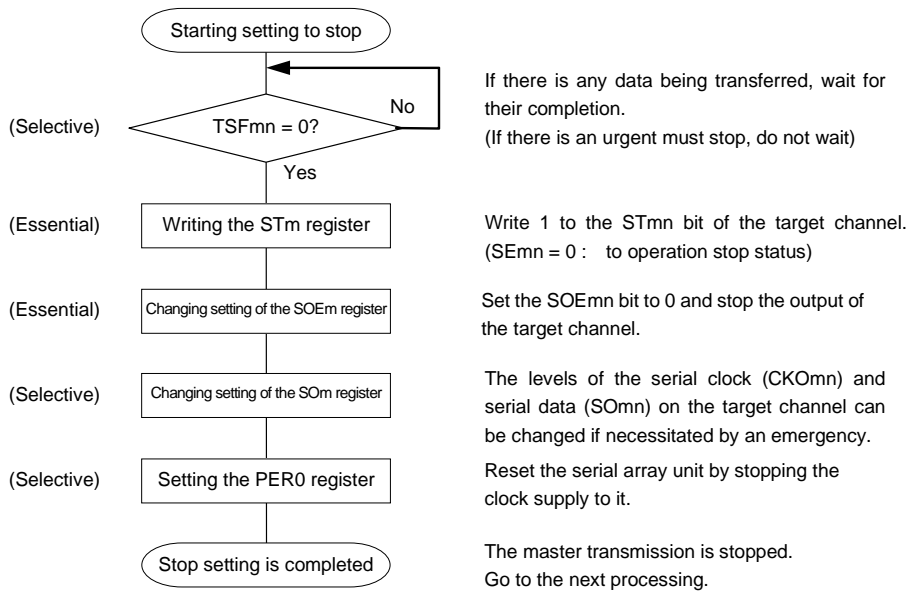 Starting setting to stop
No
If there is any data being transferred, wait for
their completion.
(If there is an urgent must stop, do not wait)
(Selective)
TSFmn = 0?
Yes
(Essential)
Writing the STm register
Write 1 to the STmn bit of the target channel.
(SEmn = 0 : to operation stop status)
(Essential)
Changing setting of the SOEm register
Set the SOEmn bit to 0 and stop the output of
the target channel.
(Selective)
Changing setting of the SOm register
The levels of the serial clock (CKOmn) and
serial data (SOmn) on the target channel can
be changed if necessitated by an emergency.
(Selective)
Setting the PER0 register
Reset the serial array unit by stopping the
clock supply to it.
Stop setting is completed
The master transmission is stopped.
Go to the next processing.